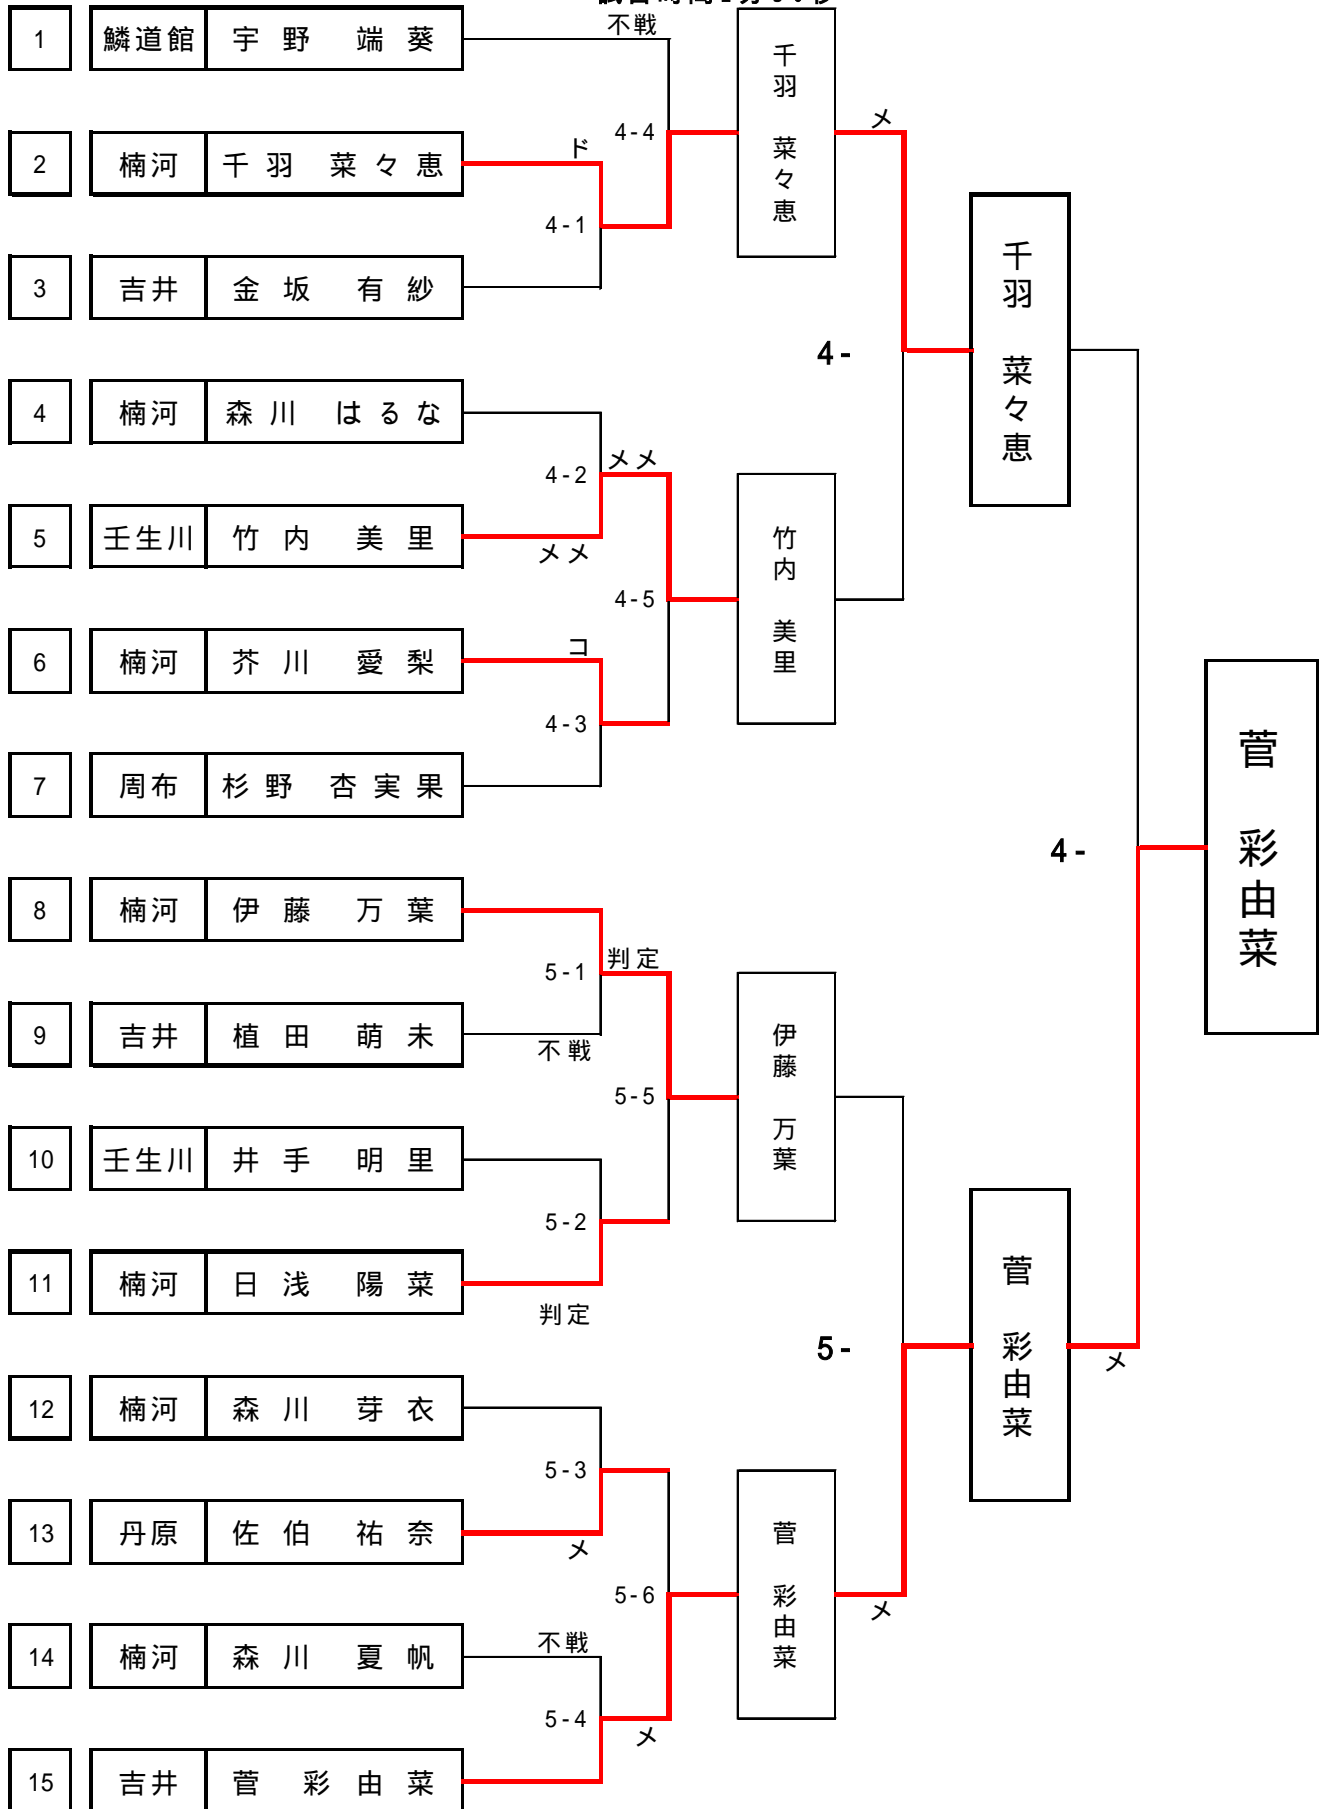 不戦
1 鱗道館 宇野 端葵
4-4
ド
2 楠河 千羽 菜々恵
4-1
3 吉井 金坂 有紗
千羽 菜々恵
メ
4-
千羽 菜々恵
4 楠河 森川 はるな
4-2
メメ
5 壬生川 竹内 美里
メメ
4-5
竹内 美里
コ
6 楠河 芥川 愛梨
4-3
7 周布 杉野 杏実果
菅 彩由菜
4-
8 楠河 伊藤 万葉
5-1
判定
9 吉井 植田 萌未
不戦
5-5
伊藤 万葉
10 壬生川 井手 明里
5-2
11 楠河 日浅 陽菜
判定
5-
菅 彩由菜
メ
12 楠河 森川 芽衣
5-3
13 丹原 佐伯 祐奈
メ
5-6
菅 彩由菜
メ
不戦
14 楠河 森川 夏帆
5-4
メ
15 吉井 菅 彩由菜